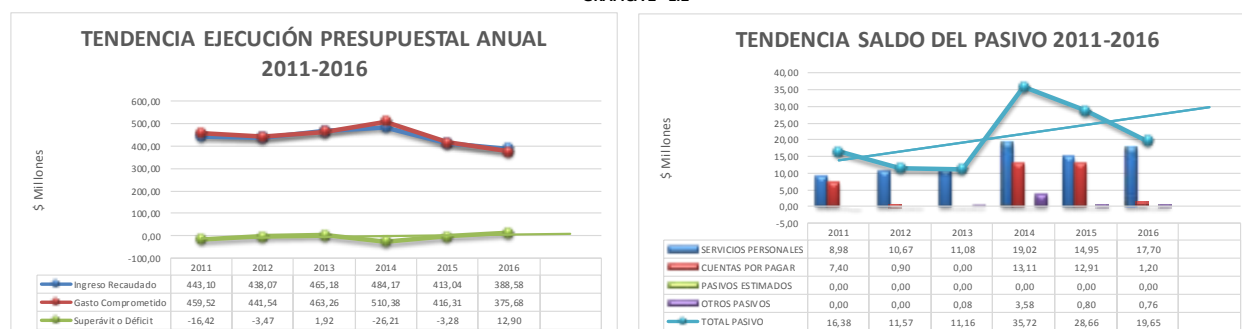 TENDENCIA EJECUCIÓN PRESUPUESTAL ANUAL
2011-2016
$ Millones
600,00
500,00
400,00
300,00
200,00
100,00
0,00
-100,00
2011 2012 2013 2014 2015 2016
Ingreso Recaudado 443,10 438,07 465,18 484,17 413,04 388,58
Gasto Comprometido 459,52 441,54 463,26 510,38 416,31 375,68
Superávit o Déficit -16,42 -3,47 1,92 -26,21 -3,28 12,90
TENDENCIA SALDO DEL PASIVO 2011-2016
$ Millones
40,00
35,00
30,00
25,00
20,00
15,00
10,00
5,00
0,00
-5,00
2011 2012 2013 2014 2015 2016
SERVICIOS PERSONALES 8,98 10,67 11,08 19,02 14,95 17,70
CUENTAS POR PAGAR 7,40 0,90 0,00 13,11 12,91 1,20
PASIVOS ESTIMADOS 0,00 0,00 0,00 0,00 0,00 0,00
OTROS PASIVOS 0,00 0,00 0,08 3,58 0,80 0,76
TOTAL PASIVO 16,38 11,57 11,16 35,72 28,66 19,65